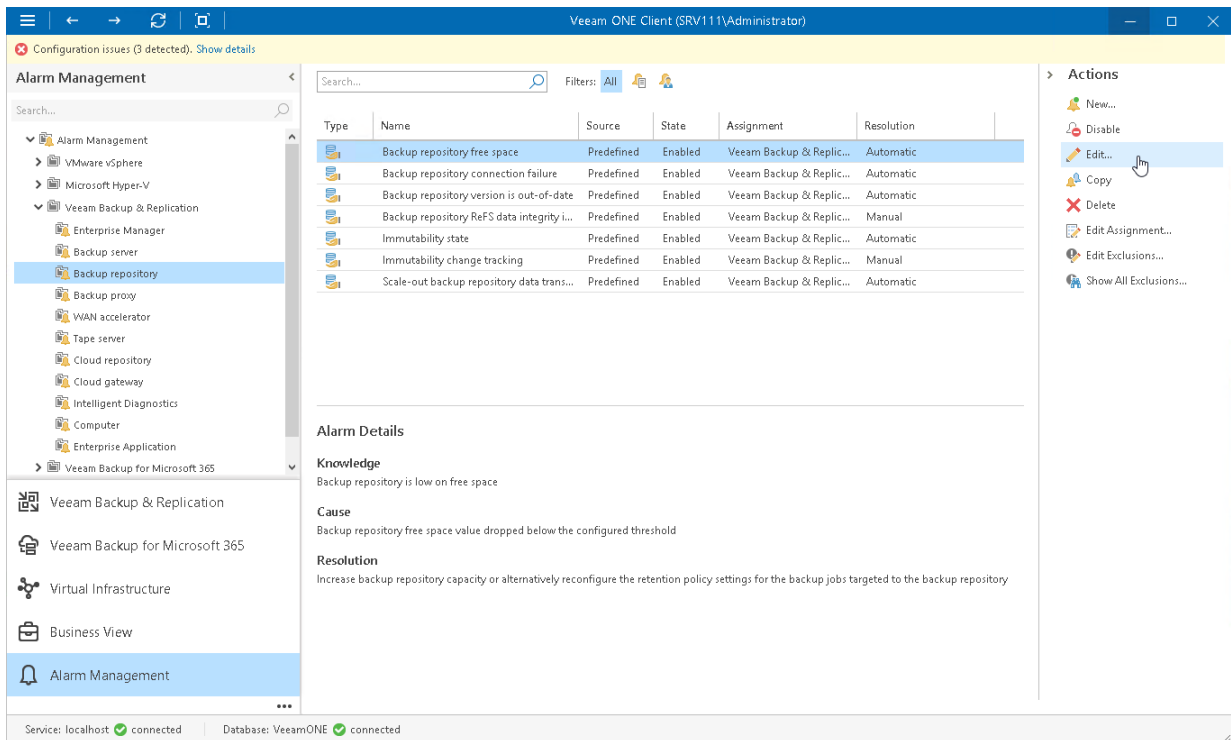 Veeam ONE Client (SRV111\Administrator)
Configuration issues (3 detected). Show details
Alarm Management
Search...
Alarm Management
VMware vSphere
Microsoft Hyper-V
Veeam Backup & Replication
Enterprise Manager
Backup server
Backup repository
Backup proxy
WAN accelerator
Tape server
Cloud repository
Cloud gateway
Intelligent Diagnostics
Computer
Enterprise Application
Veeam Backup for Microsoft 365
Veeam Backup & Replication
Veeam Backup for Microsoft 365
Virtual Infrastructure
Business View
Alarm Management
Search... Filters: All
Type Name Source State Assignment Resolution
Backup repository free space Predefined Enabled Veeam Backup & Replic... Automatic
Backup repository connection failure Predefined Enabled Veeam Backup & Replic... Automatic
Backup repository version is out-of-date Predefined Enabled Veeam Backup & Replic... Automatic
Backup repository ReFS data integrity i... Predefined Enabled Veeam Backup & Replic... Manual
Immutability state Predefined Enabled Veeam Backup & Replic... Automatic
Immutability change tracking Predefined Enabled Veeam Backup & Replic... Manual
Scale-out backup repository data trans... Predefined Enabled Veeam Backup & Replic... Automatic
Alarm Details
Knowledge
Backup repository is low on free space
Cause
Backup repository free space value dropped below the configured threshold
Resolution
Increase backup repository capacity or alternatively reconfigure the retention policy settings for the backup jobs targeted to the backup repository
Actions
New...
Disable
Edit...
Copy
Delete
Edit Assignment...
Edit Exclusions...
Show All Exclusions...
Service: localhost connected Database: VeeamONE connected